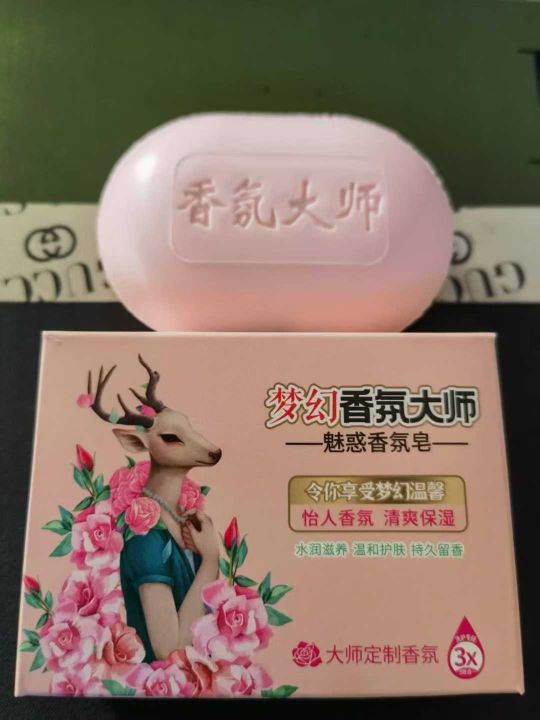 香氛大师
GUCCI
GUCC
梦幻香氛大师
魅惑香氛皂
令你享受梦幻温馨
怡人香氛 清爽保湿
水润滋养 温和护肤 持久留香
大师定制香氛
3X